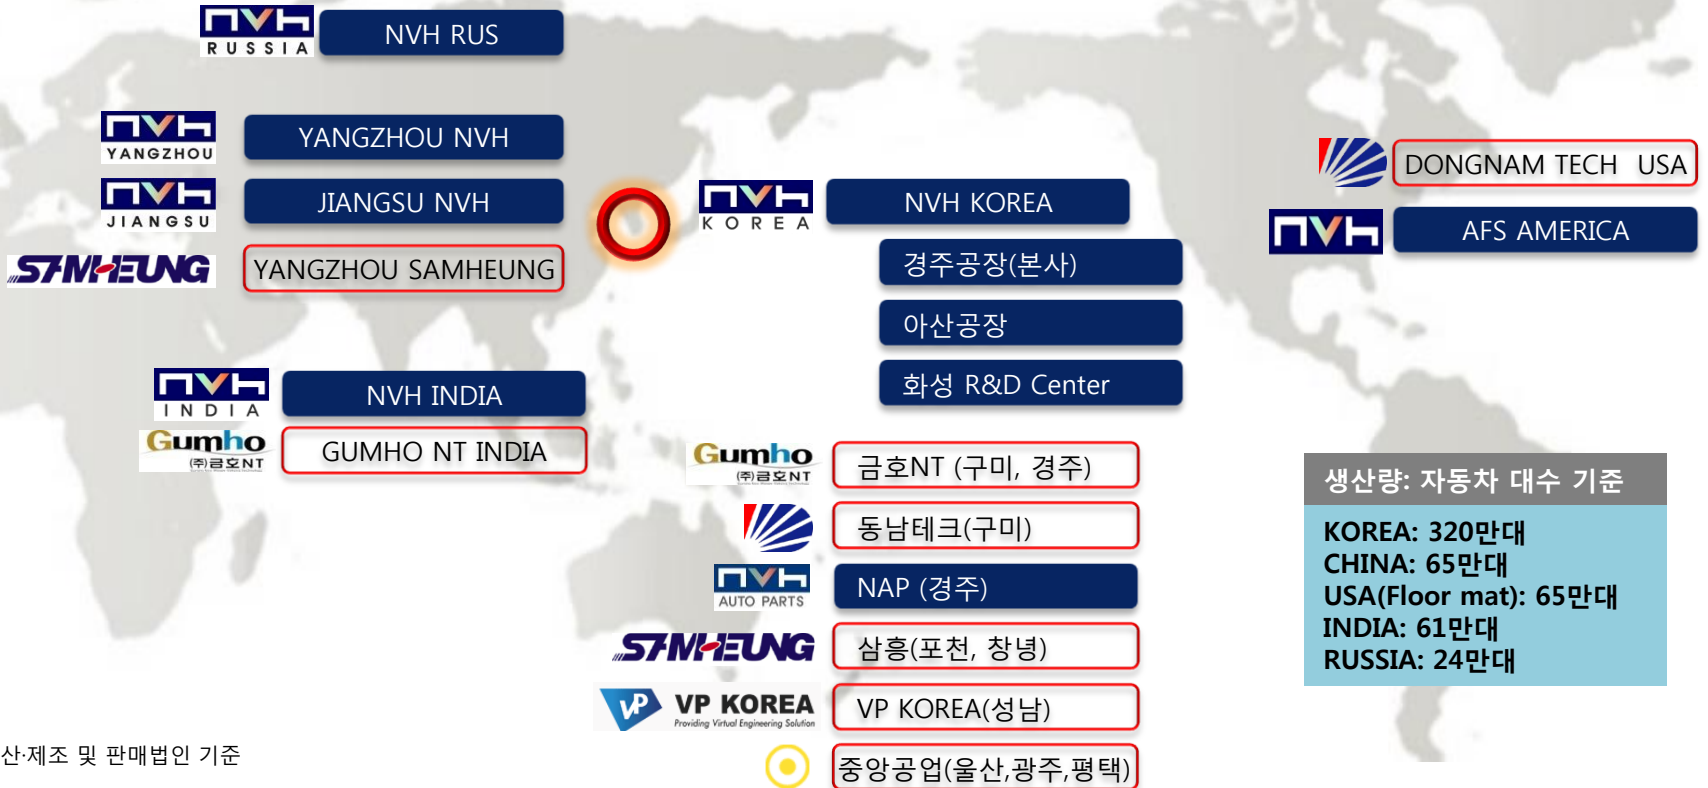 nVh
RUSSIA
NVH RUS
nVh
YANGZHOU
YANGZHOU NVH
nVh
JIANGSU
JIANGSU NVH
SAMHEUNG
YANGZHOU SAMHEUNG
nVh
INDIA
NVH INDIA
Gumho
(주)금호NT
GUMHO NT INDIA
nVh
KOREA
NVH KOREA
경주공장(본사)
아산공장
화성 R&D Center
Gumho
(주)금호NT
금호NT (구미, 경주)
동남테크(구미)
nVh
AUTO PARTS
NAP (경주)
SAMHEUNG
삼흥(포천, 창녕)
VP
VP KOREA
Providing Virtual Engineering Solution
VP KOREA(성남)
중앙공업(울산,광주,평택)
DONGNAM TECH USA
nVh
AFS AMERICA
생산량: 자동차 대수 기준
KOREA: 320만대
CHINA: 65만대
USA(Floor mat): 65만대
INDIA: 61만대
RUSSIA: 24만대
산·제조 및 판매법인 기준